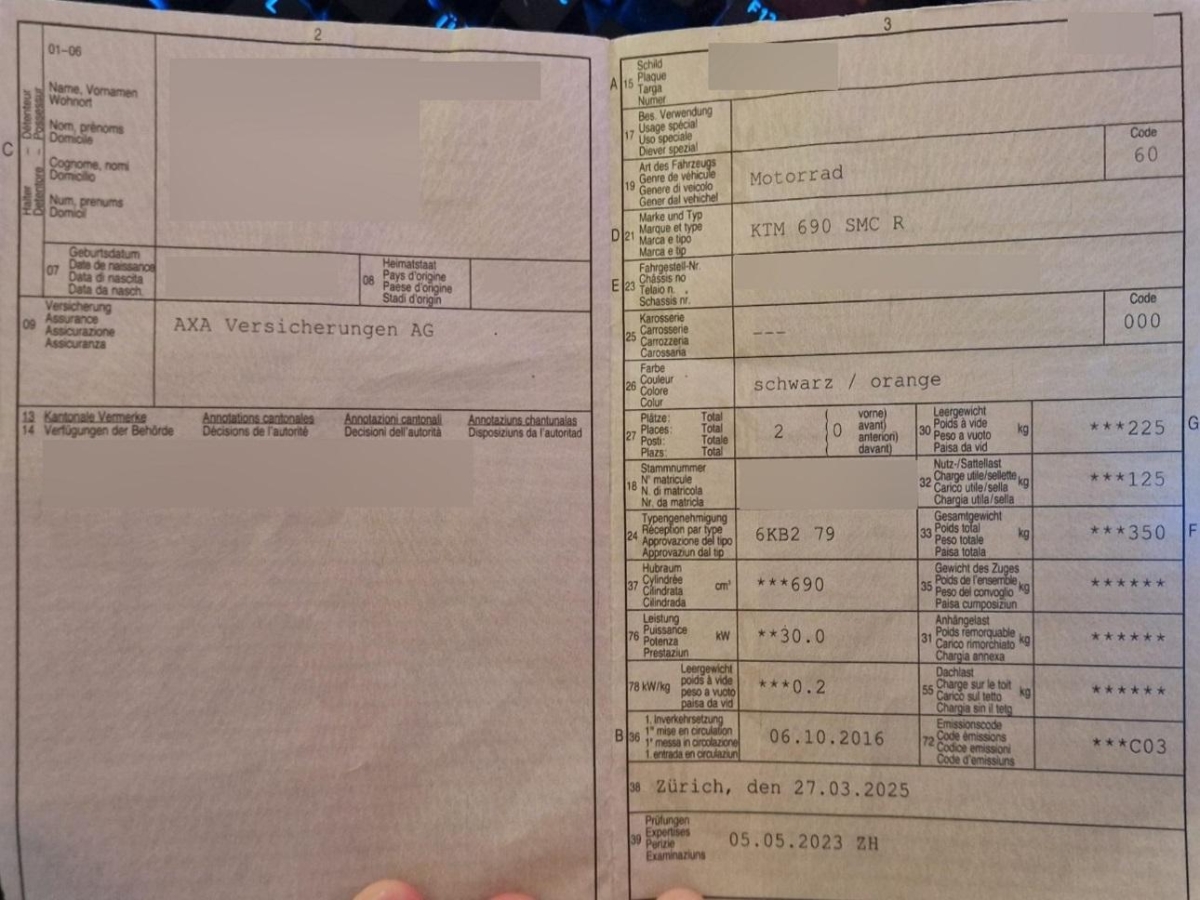 2
01-06
Halter - Détenteur
Detentore - Possessur
C
Name, Vornamen
Wohnort
Nom, prénoms
Domicile
Cognome, nomi
Domicilio
Num, prenums
Domicil
07
Geburtsdatum
Date de naissance
Data di nascita
Data da nasch.
08
Heimatstaat
Pays d'origine
Paese d'origine
Stadi d'origin
09
Versicherung
Assurance
Assicurazione
Assicuranza
AXA Versicherungen AG
13 Kantonale Vermerke Annotations cantonales Annotazioni cantonali Annotaziuns chantunalas
14 Verfügungen der Behörde Décisions de l'autorité Decisioni dell'autorità Disposiziuns da l'autoritad
3
A 15
Schild
Plaque
Targa
Numer
17
Bes. Verwendung
Usage spécial
Uso speciale
Diever spezial
19
Art des Fahrzeugs
Genre de véhicule
Genere di veicolo
Gener dal vehichel
Motorrad
Code
60
D 21
Marke und Typ
Marque et type
Marca e tipo
Marca e tip
KTM 690 SMC R
E 23
Fahrgestell-Nr.
Châssis no
Telaio n.
Schassis nr.
25
Karosserie
Carrosserie
Carrozzeria
Carossaria
---
Code
000
26
Farbe
Couleur
Colore
Colur
schwarz / orange
27
Plätze: Total
Places: Total
Posti: Totale
Plazs: Total
2
0
vorne)
avant)
anteriori)
davant)
30
Leergewicht
Poids à vide
Peso a vuoto
Paisa da vid
kg
***225
G
18
Stammnummer
N° matricule
N. di matricola
Nr. da matricla
32
Nutz-/Sattellast
Charge utile/sellette
Carico utile/sella
Chargia utila/sella
kg
***125
24
Typengenehmigung
Réception par type
Approvazione del tipo
Approvaziun dal tip
6KB2 79
33
Gesamtgewicht
Poids total
Peso totale
Paisa totala
kg
***350
F
37
Hubraum
Cylindrée
Cilindrata
Cilindrada
cm³
***690
35
Gewicht des Zuges
Poids de l'ensemble
Peso del convoglio
Paisa cumposiziun
kg
******
76
Leistung
Puissance
Potenza
Prestaziun
kW
**30.0
31
Anhängelast
Poids remorquable
Carico rimorchiato
Chargia annexa
kg
******
78 kW/kg
Leergewicht
poids à vide
peso a vuoto
paisa da vid
***0.2
55
Dachlast
Charge sur le toit
Carico sul tetto
Chargia sin il tetg
kg
******
B 36
1. Inverkehrsetzung
1re mise en circulation
1a messa in circolazione
1. entrada en circulaziun
06.10.2016
72
Emissionscode
Code émissions
Codice emissioni
Code d'emissiuns
***C03
38 Zürich, den 27.03.2025
39
Prüfungen
Expertises
Perizie
Examinaziuns
05.05.2023 ZH